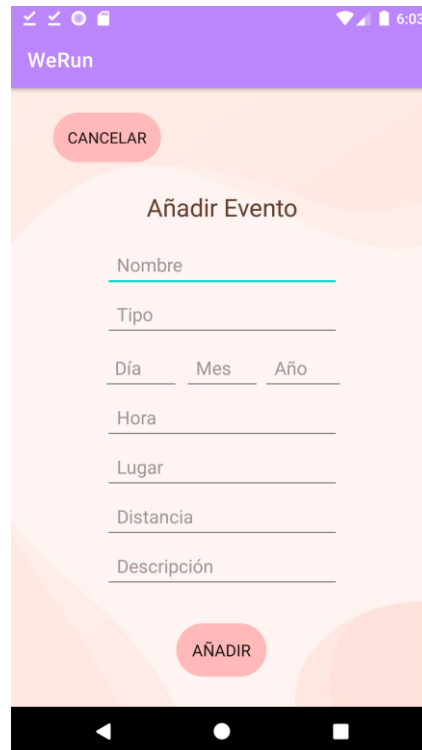 6:03
WeRun
CANCELAR
Añadir Evento
Nombre
Tipo
Día Mes Año
Hora
Lugar
Distancia
Descripción
AÑADIR